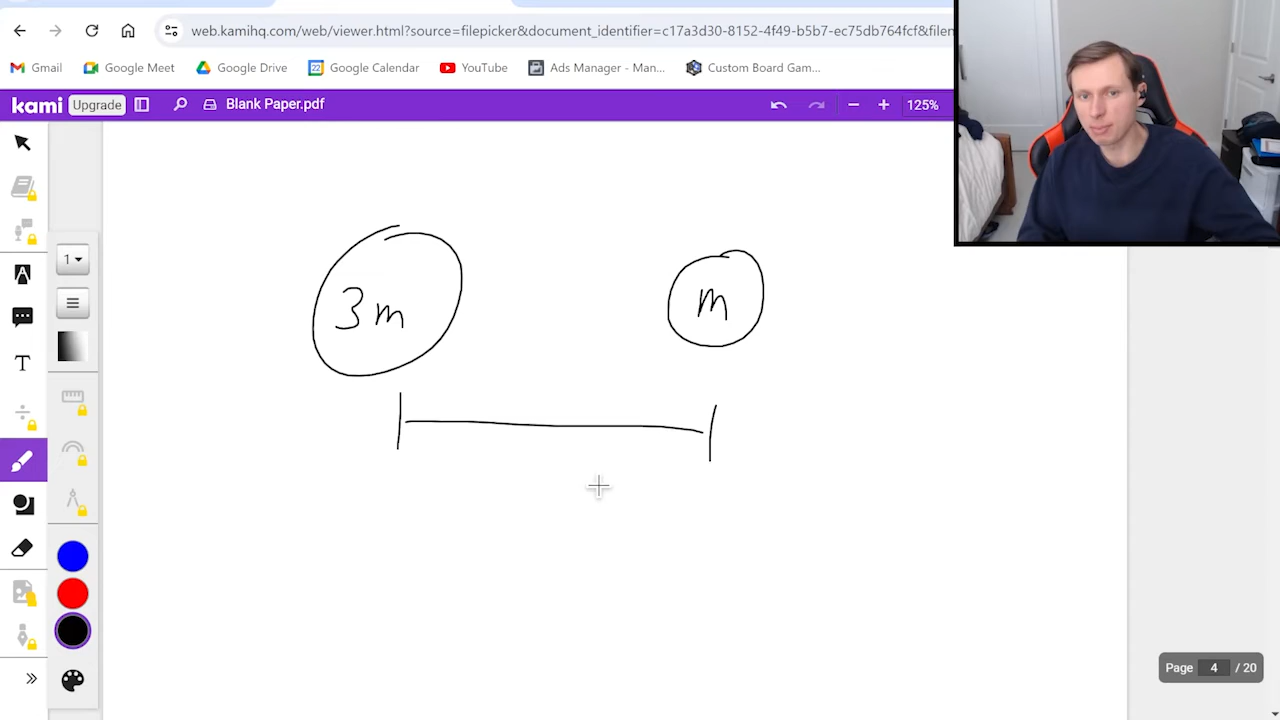 web.kamihq.com/web/viewer.html?source=filepicker&document_identifier=c17a3d30-8152-4f49-b5b7-ec75db764fcf&filen
Gmail Google Meet Google Drive 22 Google Calendar YouTube Ads Manager - Man... Custom Board Gam...
kami Upgrade Blank Paper.pdf 125%
A
1
T
3m
m
Page 4 / 20